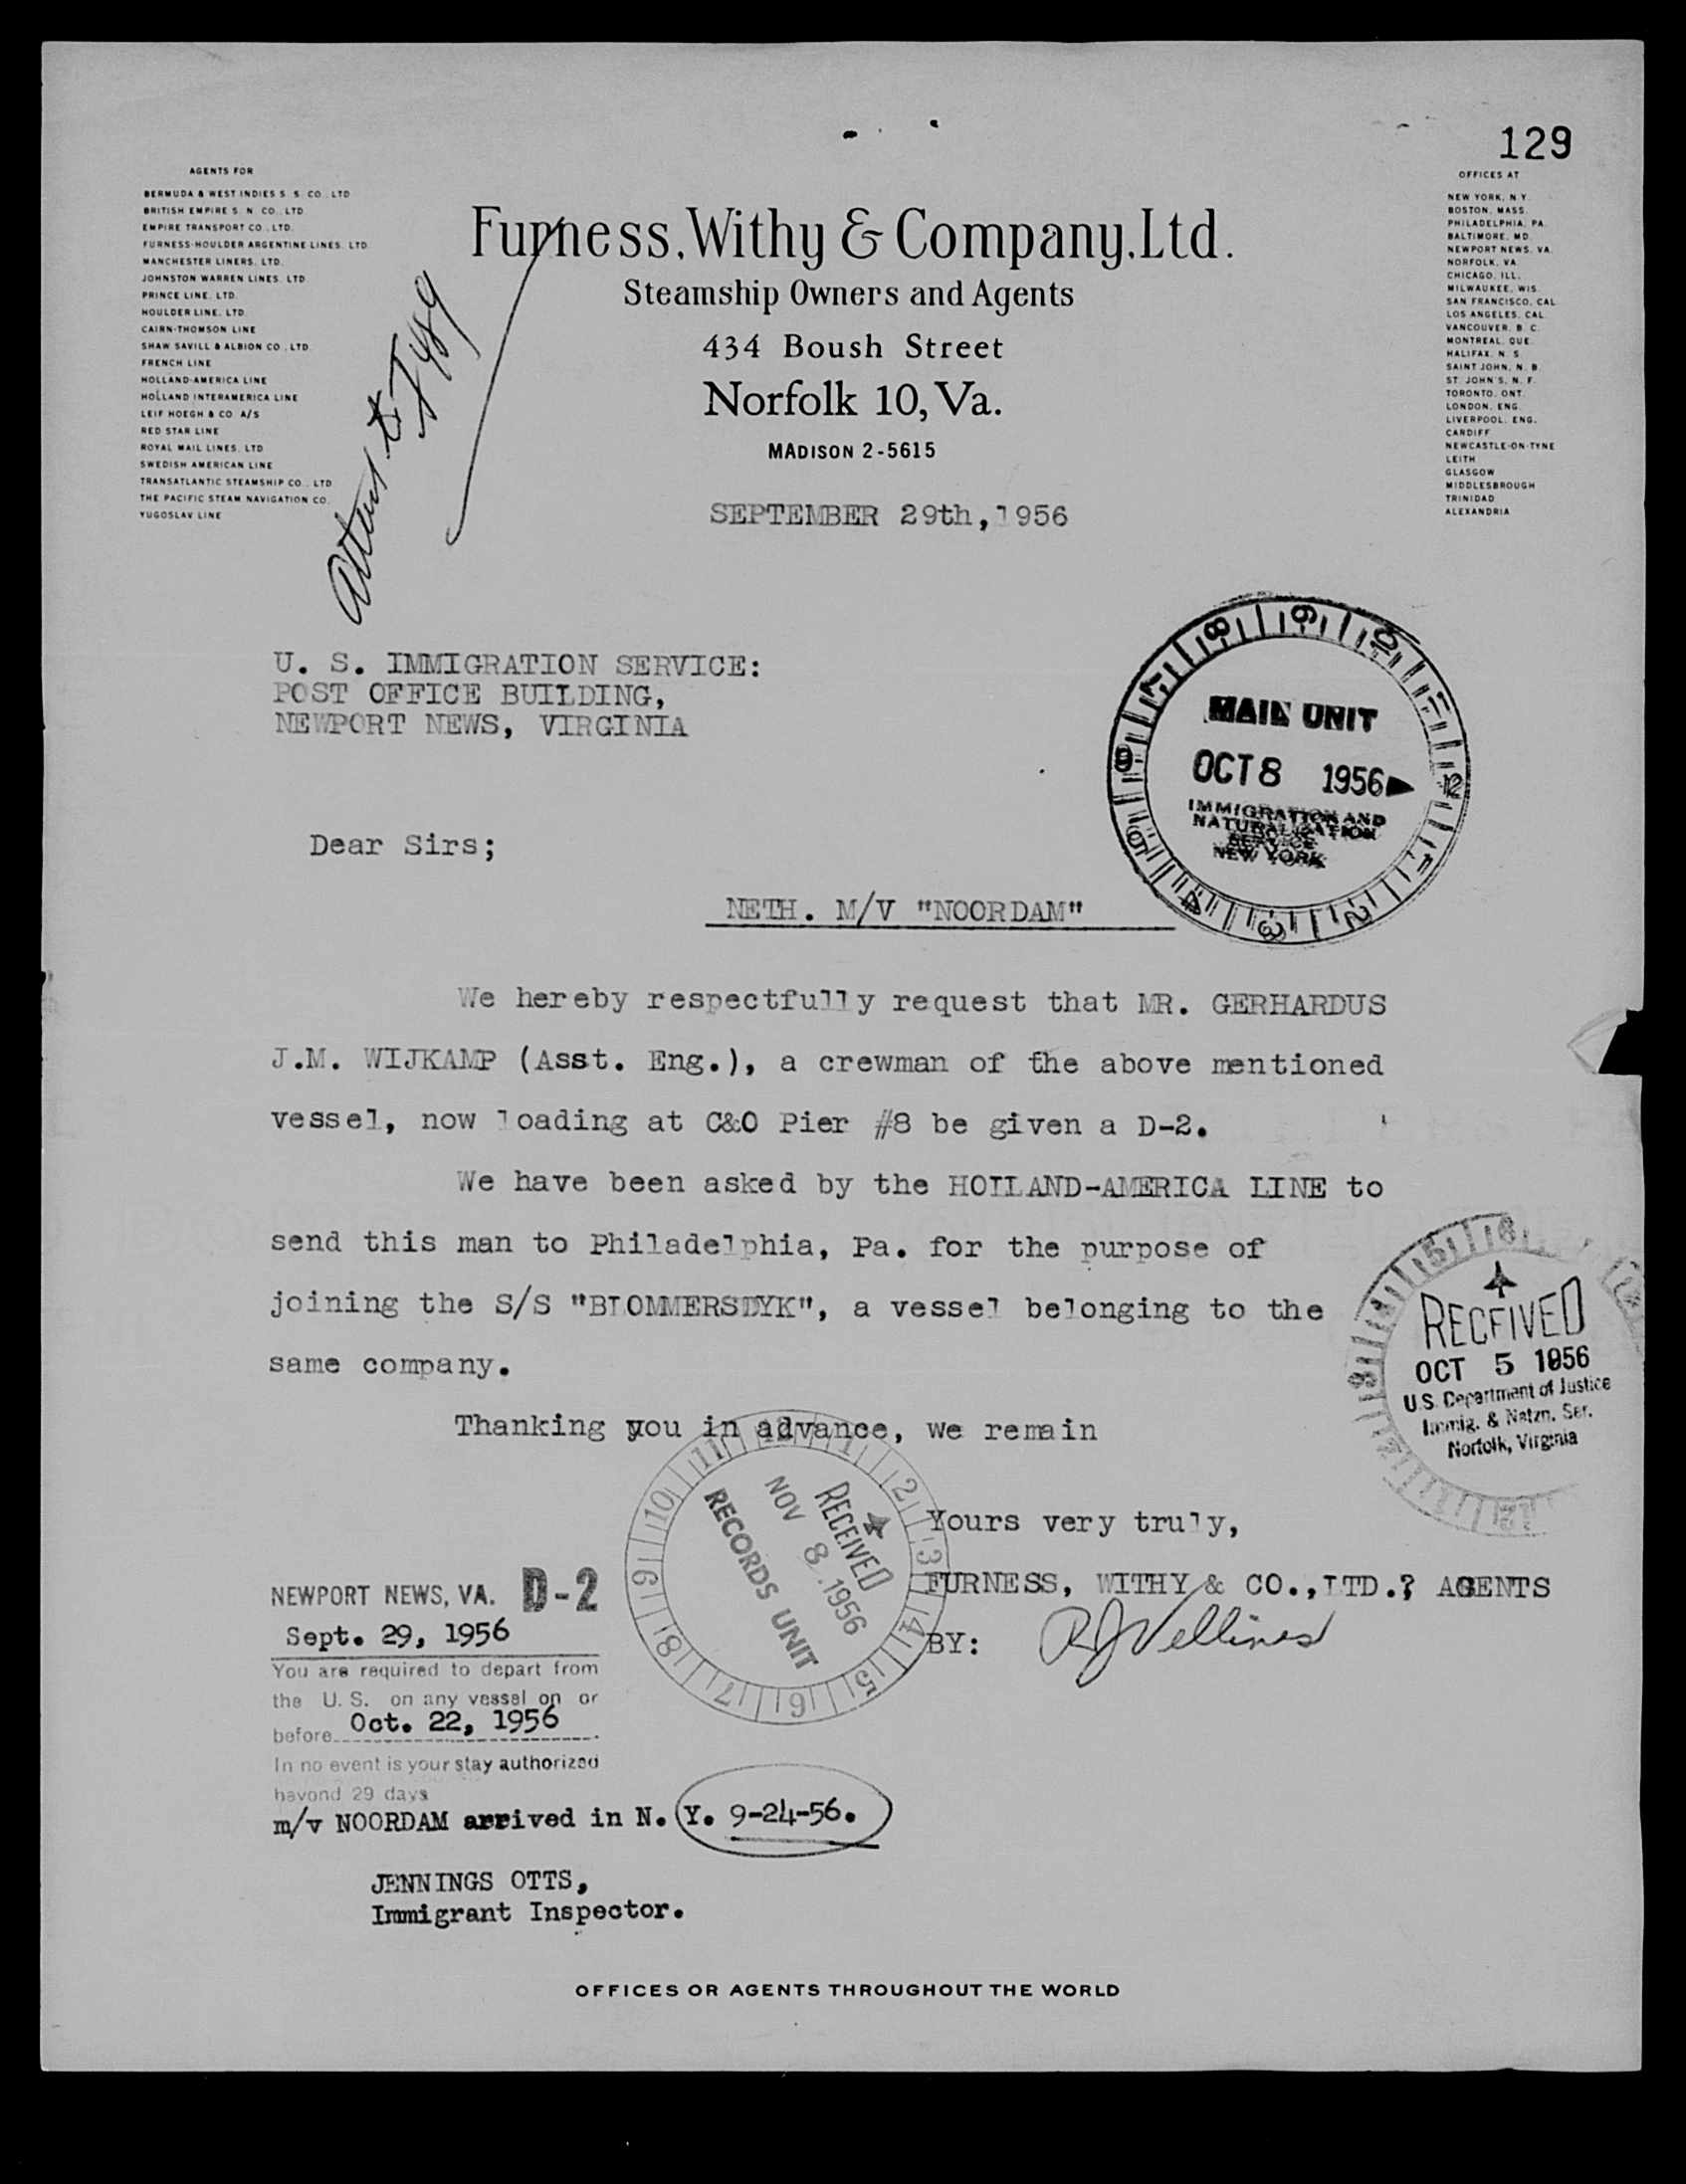 129
AGENTS FOR
BERMUDA & WEST INDIES S. S. CO., LTD
BRITISH EMPIRE S. N. CO., LTD
EMPIRE TRANSPORT CO., LTD.
FURNESS-HOULDER ARGENTINE LINES, LTD
MANCHESTER LINERS, LTD.
JOHNSTON WARREN LINES, LTD
PRINCE LINE, LTD.
HOULDER LINE, LTD
CAIRN-THOMSON LINE
SHAW SAVILL & ALBION CO., LTD
FRENCH LINE
HOLLAND-AMERICA LINE
HOLLAND INTERAMERICA LINE
LEIF HOEGH & CO. A/S
RED STAR LINE
ROYAL MAIL LINES, LTD
SWEDISH AMERICAN LINE
TRANSATLANTIC STEAMSHIP CO., LTD
THE PACIFIC STEAM NAVIGATION CO.
YUGOSLAV LINE
Furness, Withy & Company, Ltd.
Steamship Owners and Agents
434 Boush Street
Norfolk 10, Va.
MADISON 2-5615
OFFICES AT
NEW YORK, N.Y.
BOSTON, MASS.
PHILADELPHIA, PA.
BALTIMORE, MD.
NEWPORT NEWS, VA.
NORFOLK, VA.
CHICAGO, ILL.
MILWAUKEE, WIS.
SAN FRANCISCO, CAL.
LOS ANGELES, CAL.
VANCOUVER, B. C.
MONTREAL, QUE.
HALIFAX, N. S.
SAINT JOHN, N. B.
ST. JOHN'S, N. F.
TORONTO, ONT.
LONDON, ENG.
LIVERPOOL, ENG.
CARDIFF
NEWCASTLE-ON-TYNE
LEITH
GLASGOW
MIDDLESBROUGH
TRINIDAD
ALEXANDRIA
SEPTEMBER 29th, 1956
U. S. IMMIGRATION SERVICE:
POST OFFICE BUILDING,
NEWPORT NEWS, VIRGINIA
MAIL UNIT
OCT 8 1956
IMMIGRATION AND
NATURALIZATION
SERVICE
NEW YORK
Dear Sirs;
NETH. M/V "NOORDAM"
We hereby respectfully request that MR. GERHARDUS
J.M. WIJKAMP (Asst. Eng.), a crewman of the above mentioned
vessel, now loading at C&O Pier #8 be given a D-2.
We have been asked by the HOLLAND-AMERICA LINE to
send this man to Philadelphia, Pa. for the purpose of
joining the S/S "BLOMMERSDYK", a vessel belonging to the
same company.
RECEIVED
OCT 5 1956
U.S. Department of Justice
Immig. & Natzn. Ser.
Norfolk, Virginia
Thanking you in advance, we remain
RECEIVED
NOV 8 1956
RECORDS UNIT
Yours very truly,
FURNESS, WITHY & CO., LTD.? AGENTS
BY: RJVellines
NEWPORT NEWS, VA. D-2
Sept. 29, 1956
You are required to depart from
the U. S. on any vessel on or
before Oct. 22, 1956
In no event is your stay authorized
beyond 29 days
m/v NOORDAM arrived in N. Y. 9-24-56.
JENNINGS OTTS,
Immigrant Inspector.
OFFICES OR AGENTS THROUGHOUT THE WORLD